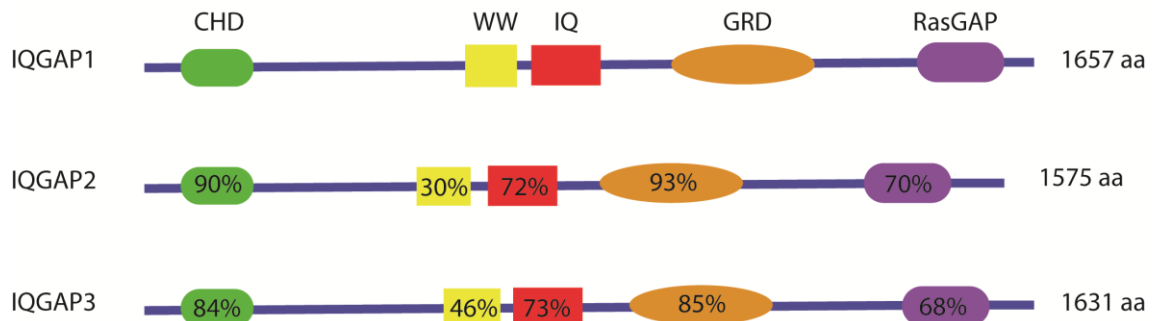 CHD WW IQ GRD RasGAP
IQGAP1 1657 aa
IQGAP2 90% 30% 72% 93% 70% 1575 aa
IQGAP3 84% 46% 73% 85% 68% 1631 aa